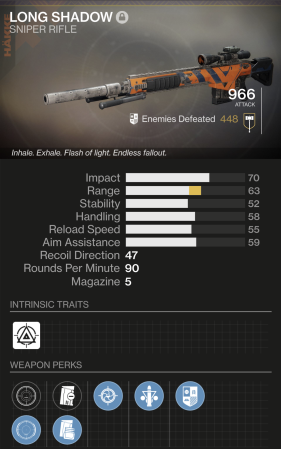 LONG SHADOW
SNIPER RIFLE
HAKKE
966
ATTACK
Enemies Defeated 448
Inhale. Exhale. Flash of light. Endless fallout.
Impact 70
Range 63
Stability 52
Handling 58
Reload Speed 55
Aim Assistance 59
Recoil Direction 47
Rounds Per Minute 90
Magazine 5
INTRINSIC TRAITS
WEAPON PERKS